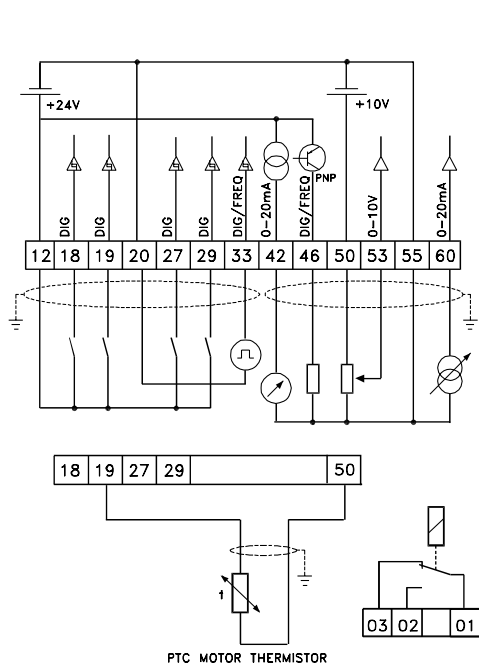 +24V
+10V
DIG
DIG
DIG
DIG
DIG/FREQ
0-20mA
DIG/FREQ
PNP
0-10V
0-20mA
12 18 19 20 27 29 33 42 46 50 53 55 60
18 19 27 29 50
t
03 02 01
PTC MOTOR THERMISTOR